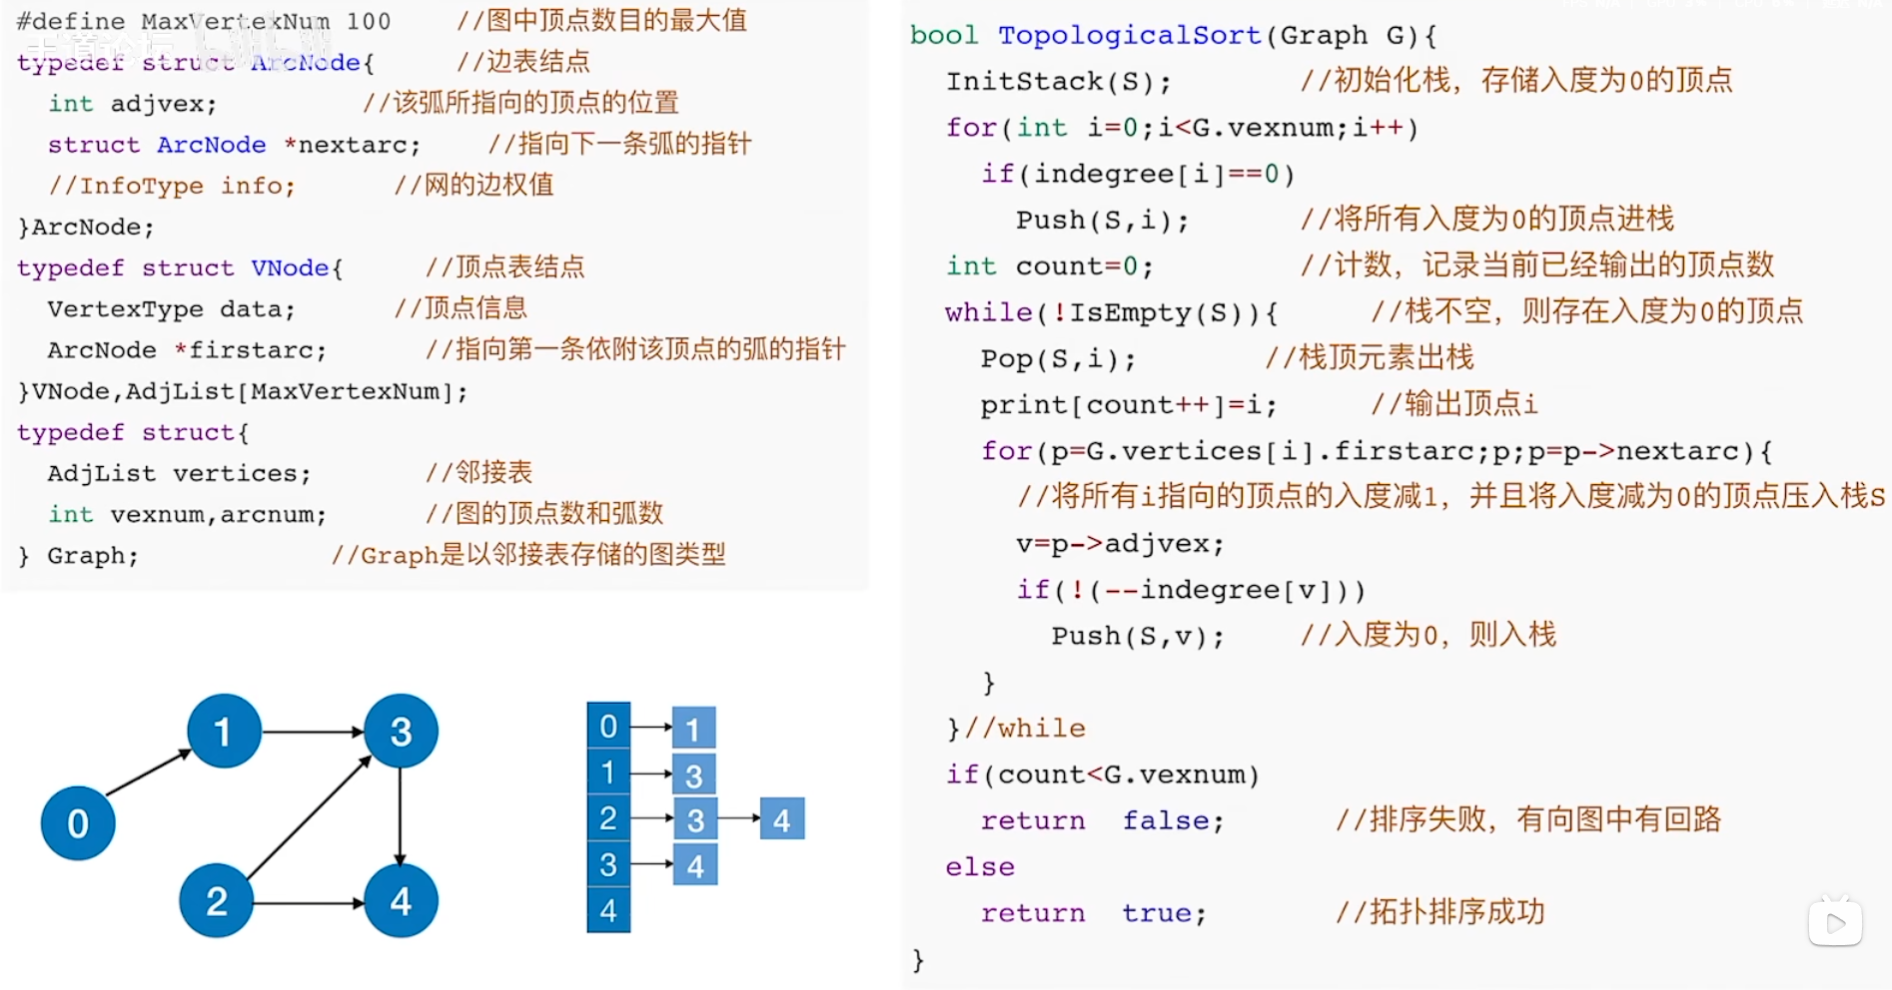 #define MaxVertexNum 100 //图中顶点数目的最大值
typedef struct ArcNode{ //边表结点
int adjvex; //该弧所指向的顶点的位置
struct ArcNode *nextarc; //指向下一条弧的指针
//InfoType info; //网的边权值
}ArcNode;
typedef struct VNode{ //顶点表结点
VertexType data; //顶点信息
ArcNode *firstarc; //指向第一条依附该顶点的弧的指针
}VNode,AdjList[MaxVertexNum];
typedef struct{
AdjList vertices; //邻接表
int vexnum,arcnum; //图的顶点数和弧数
} Graph; //Graph是以邻接表存储的图类型
王道论坛 bilibili
1 3
0
2 4
0 1
1 3
2 3 4
3 4
4
bool TopologicalSort(Graph G){
InitStack(S); //初始化栈，存储入度为0的顶点
for(int i=0;i<G.vexnum;i++)
if(indegree[i]==0)
Push(S,i); //将所有入度为0的顶点进栈
int count=0; //计数，记录当前已经输出的顶点数
while(!IsEmpty(S)){ //栈不空，则存在入度为0的顶点
Pop(S,i); //栈顶元素出栈
print[count++]=i; //输出顶点i
for(p=G.vertices[i].firstarc;p;p=p->nextarc){
//将所有i指向的顶点的入度减1，并且将入度减为0的顶点压入栈S
v=p->adjvex;
if(!(--indegree[v]))
Push(S,v); //入度为0，则入栈
}
}//while
if(count<G.vexnum)
return false; //排序失败，有向图中有回路
else
return true; //拓扑排序成功
}